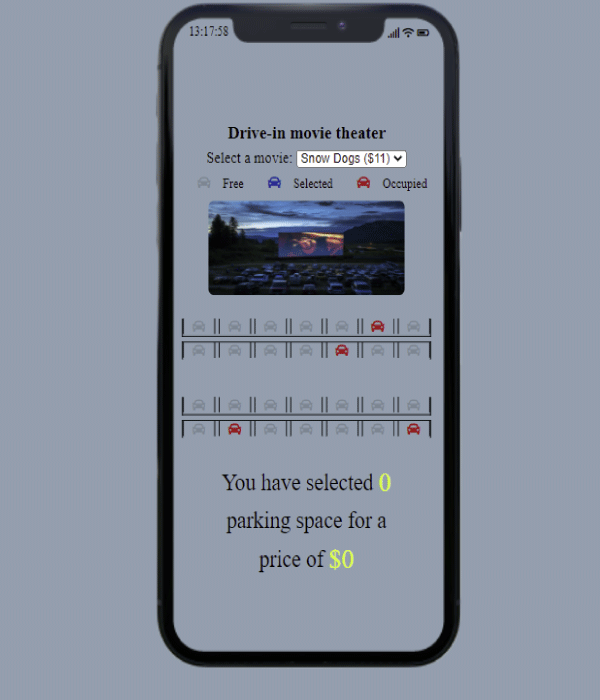 13:17:58
Drive-in movie theater
Select a movie: Snow Dogs ($11)
Free Selected Occupied
You have selected 0
parking space for a
price of $0